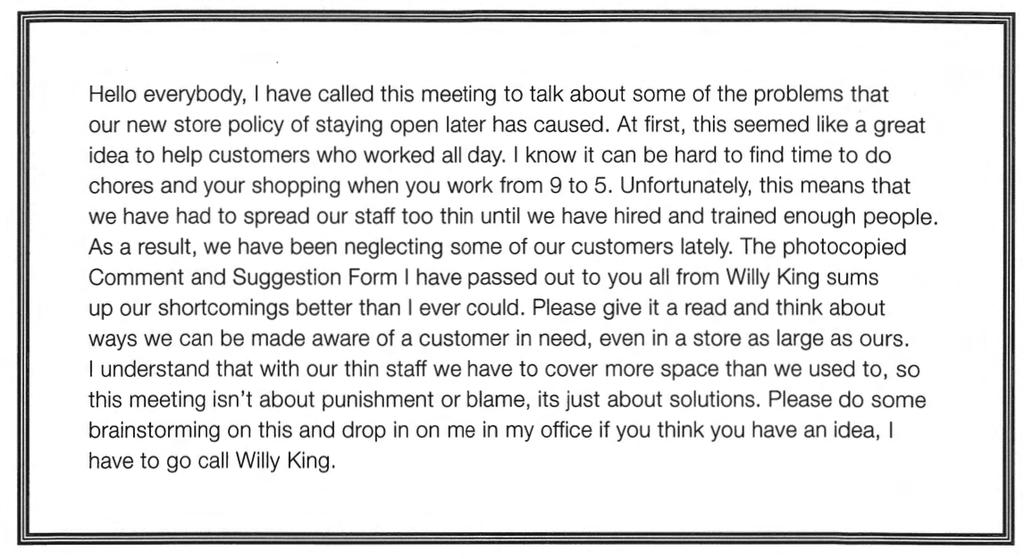 Hello everybody, I have called this meeting to talk about some of the problems that
our new store policy of staying open later has caused. At first, this seemed like a great
idea to help customers who worked all day. I know it can be hard to find time to do
chores and your shopping when you work from 9 to 5. Unfortunately, this means that
we have had to spread our staff too thin until we have hired and trained enough people.
As a result, we have been neglecting some of our customers lately. The photocopied
Comment and Suggestion Form I have passed out to you all from Willy King sums
up our shortcomings better than I ever could. Please give it a read and think about
ways we can be made aware of a customer in need, even in a store as large as ours.
I understand that with our thin staff we have to cover more space than we used to, so
this meeting isn't about punishment or blame, its just about solutions. Please do some
brainstorming on this and drop in on me in my office if you think you have an idea, I
have to go call Willy King.